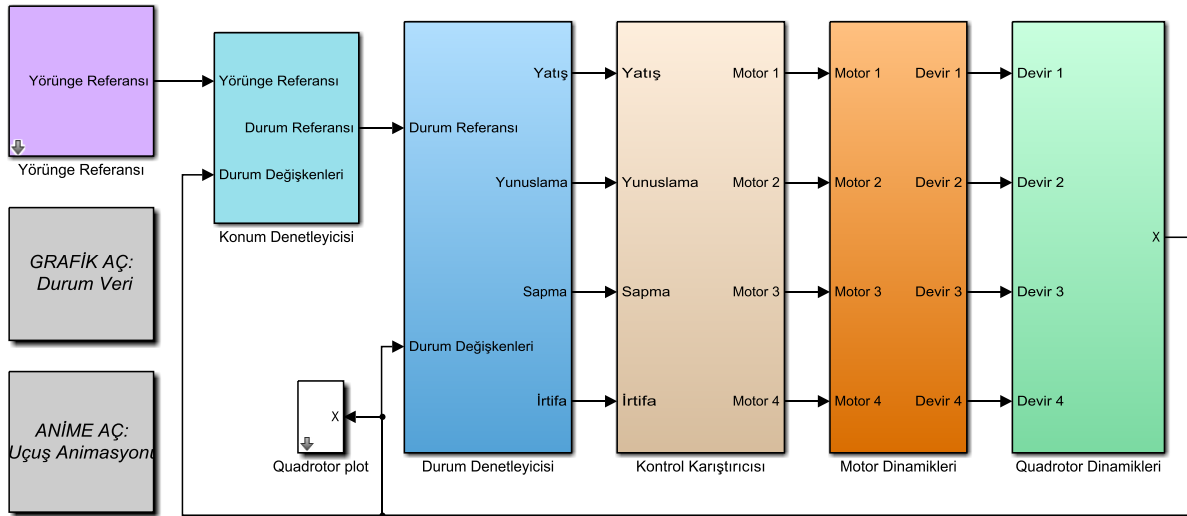 Yörünge Referansı
Yörünge Referansı
Yörünge Referansı
Durum Referansı
Durum Değişkenleri
Konum Denetleyicisi
GRAFİK AÇ:
Durum Veri
ANİME AÇ:
Uçuş Animasyonu
X
Quadrotor plot
Yatış
Durum Referansı
Yunuslama
Sapma
Durum Değişkenleri
İrtifa
Durum Denetleyicisi
Yatış
Motor 1
Yunuslama
Motor 2
Sapma
Motor 3
İrtifa
Motor 4
Kontrol Karıştırıcısı
Motor 1
Devir 1
Motor 2
Devir 2
Motor 3
Devir 3
Motor 4
Devir 4
Motor Dinamikleri
Devir 1
Devir 2
X
Devir 3
Devir 4
Quadrotor Dinamikleri